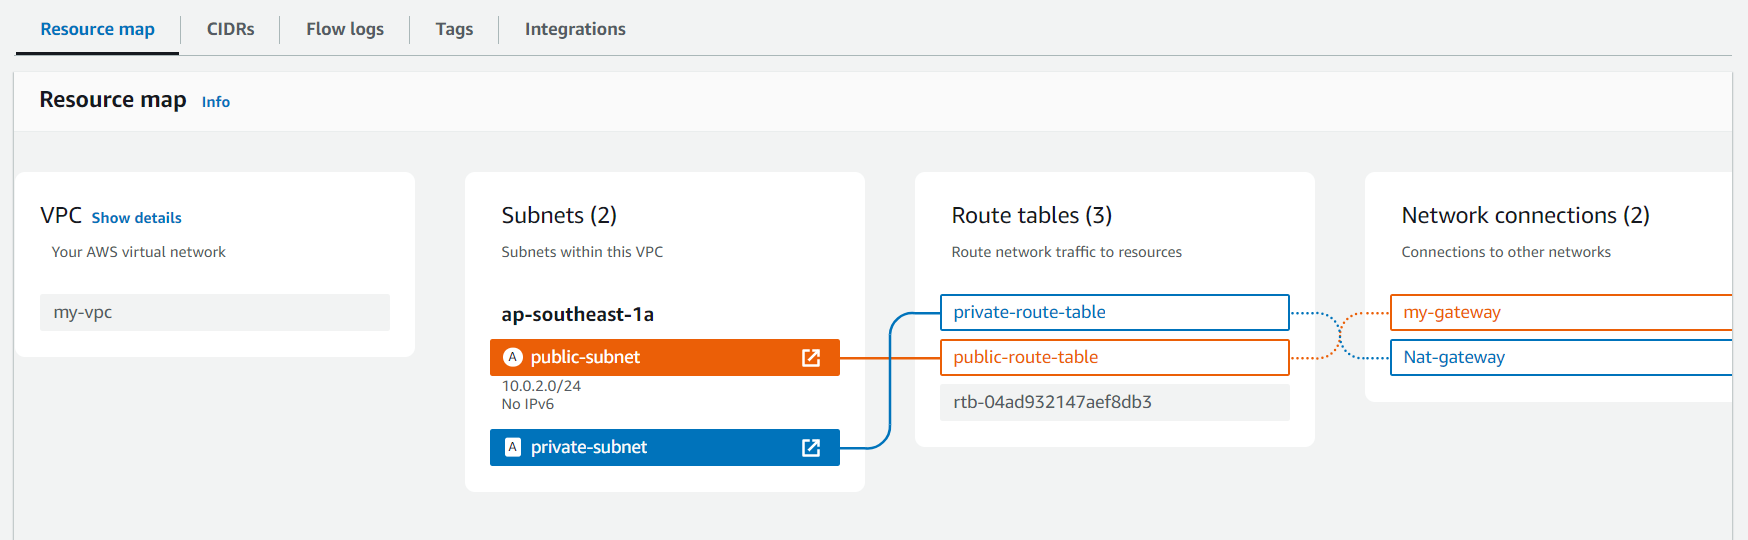 Resource map
CIDRs
Flow logs
Tags
Integrations
Resource map Info
VPC Show details
Your AWS virtual network
my-vpc
Subnets (2)
Subnets within this VPC
ap-southeast-1a
A public-subnet
10.0.2.0/24
No IPv6
A private-subnet
Route tables (3)
Route network traffic to resources
private-route-table
public-route-table
rtb-04ad932147aef8db3
Network connections (2)
Connections to other networks
my-gateway
Nat-gateway